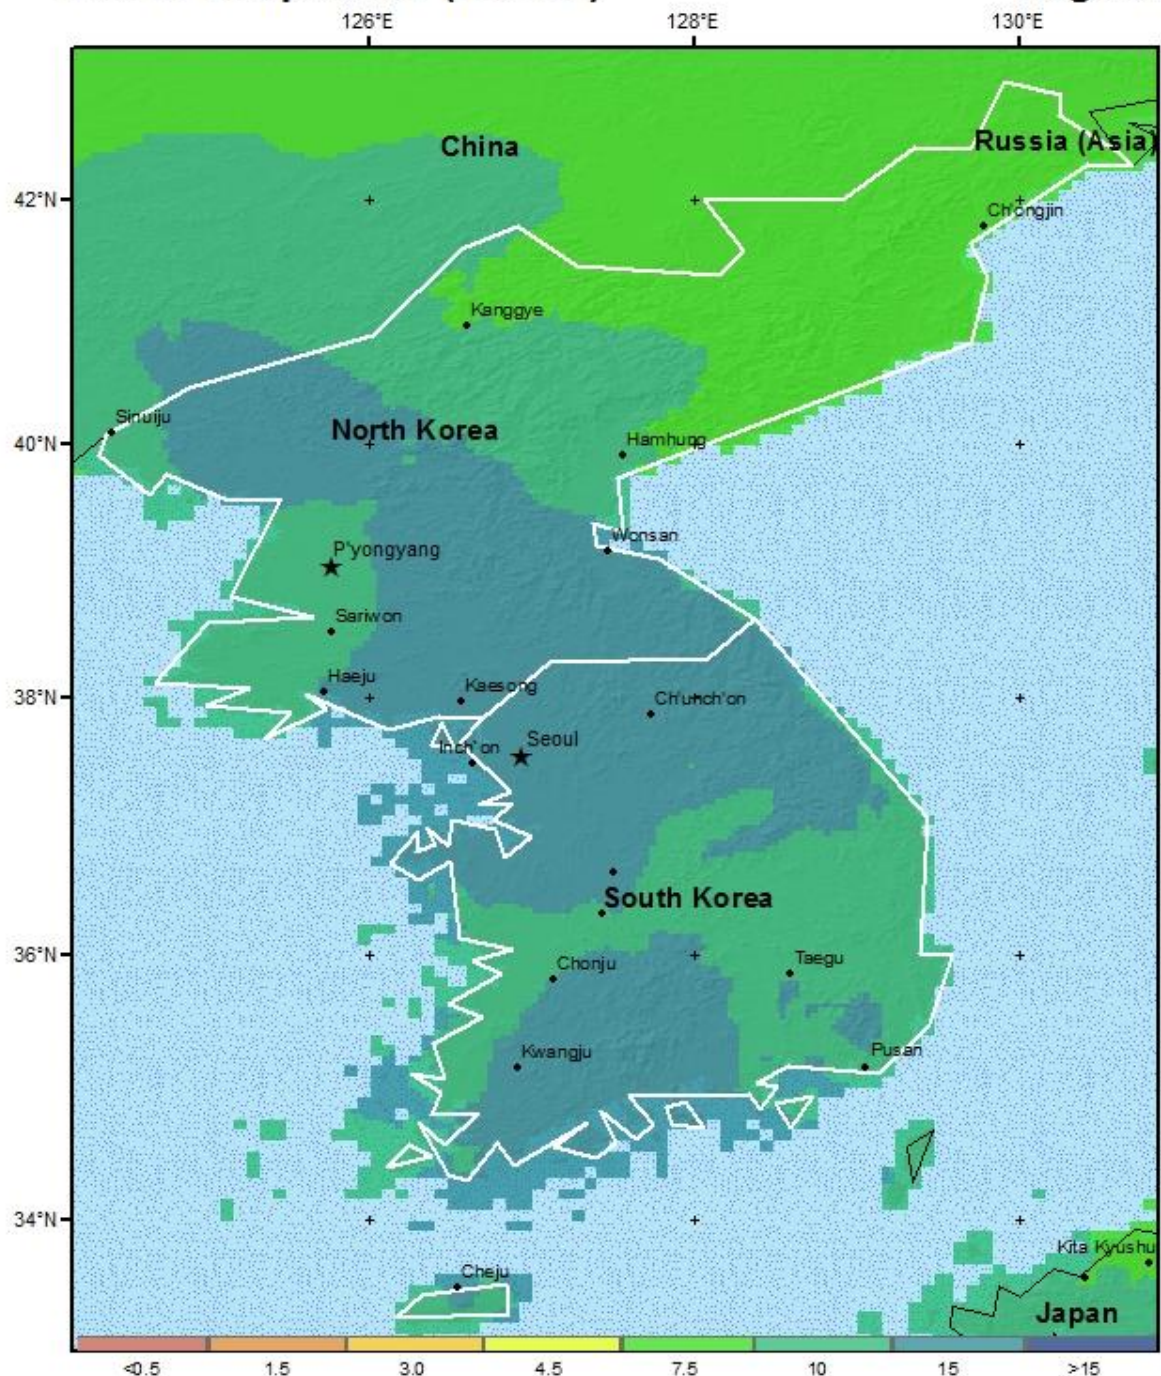 126°E 128°E 130°E
China
Russia (Asia)
42°N
Ch'ongjin
Kanggye
Sinuiju
North Korea
40°N
Hamhung
Wonsan
P'yongyang
Sariwon
Haeju
Kaesong
38°N
Ch'unch'on
Inch'on
Seoul
South Korea
36°N
Chonju
Taegu
Kwangju
Pusan
34°N
Kita Kyushu
Cheju
Japan
<0.5 1.5 3.0 4.5 7.5 10 15 >15